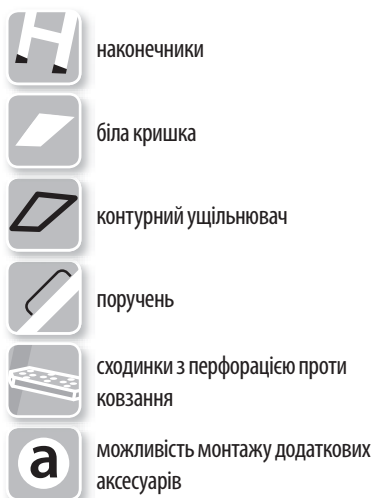 наконечники
біла кришка
контурний ущільнювач
поручень
сходинки з перфорацією проти
ковзання
a
можливість монтажу додаткових
аксесуарів